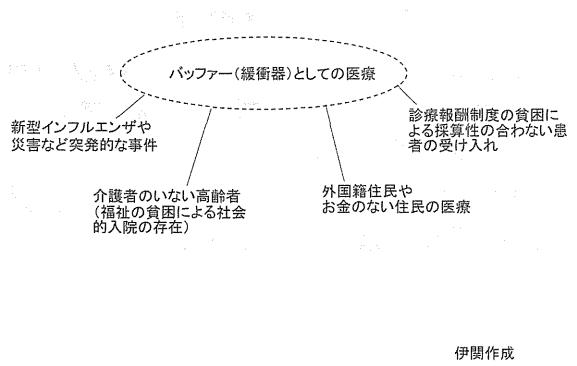 バッファー（緩衝器）としての医療
新型インフルエンザや
災害など突発的な事件
介護者のいない高齢者
（福祉の貧困による社会
的入院の存在）
外国籍住民や
お金のない住民の医療
診療報酬制度の貧困に
よる採算性の合わない患
者の受け入れ
伊関作成